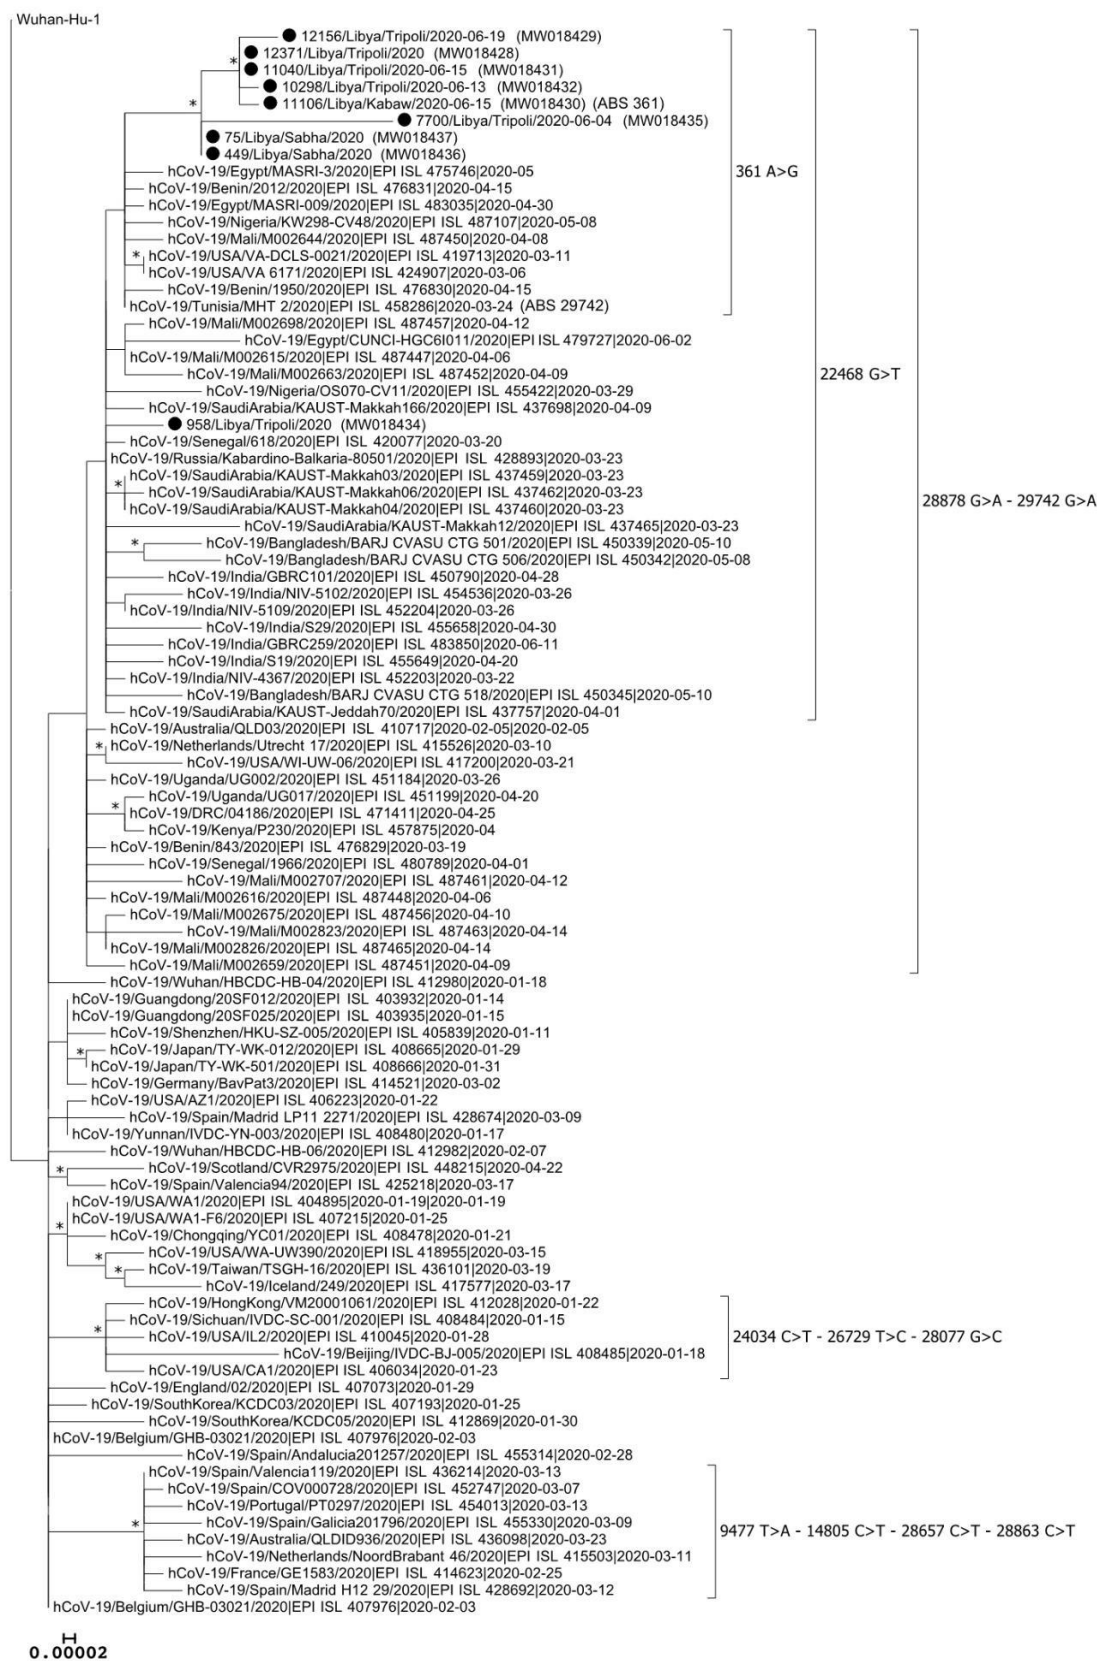 Wuhan-Hu-1
12156/Libya/Tripoli/2020-06-19 (MW018429)
12371/Libya/Tripoli/2020 (MW018428)
*
11040/Libya/Tripoli/2020-06-15 (MW018431)
10298/Libya/Tripoli/2020-06-13 (MW018432)
*
11106/Libya/Kabaw/2020-06-15 (MW018430) (ABS 361)
7700/Libya/Tripoli/2020-06-04 (MW018435)
75/Libya/Sabha/2020 (MW018437)
449/Libya/Sabha/2020 (MW018436)
hCoV-19/Egypt/MASRI-3/2020|EPI ISL 475746|2020-05
361 A>G
hCoV-19/Benin/2012/2020|EPI ISL 476831|2020-04-15
hCoV-19/Egypt/MASRI-009/2020|EPI ISL 483035|2020-04-30
hCoV-19/Nigeria/KW298-CV48/2020|EPI ISL 487107|2020-05-08
hCoV-19/Mali/M002644/2020|EPI ISL 487450|2020-04-08
* hCoV-19/USA/VA-DCLS-0021/2020|EPI ISL 419713|2020-03-11
hCoV-19/USA/VA 6171/2020|EPI ISL 424907|2020-03-06
hCoV-19/Benin/1950/2020|EPI ISL 476830|2020-04-15
hCoV-19/Tunisia/MHT 2/2020|EPI ISL 458286|2020-03-24 (ABS 29742)
hCoV-19/Mali/M002698/2020|EPI ISL 487457|2020-04-12
hCoV-19/Egypt/CUNCI-HGC6I011/2020|EPI ISL 479727|2020-06-02
hCoV-19/Mali/M002615/2020|EPI ISL 487447|2020-04-06
hCoV-19/Mali/M002663/2020|EPI ISL 487452|2020-04-09
22468 G>T
hCoV-19/Nigeria/OS070-CV11/2020|EPI ISL 455422|2020-03-29
hCoV-19/SaudiArabia/KAUST-Makkah166/2020|EPI ISL 437698|2020-04-09
958/Libya/Tripoli/2020 (MW018434)
hCoV-19/Senegal/618/2020|EPI ISL 420077|2020-03-20
hCoV-19/Russia/Kabardino-Balkaria-80501/2020|EPI ISL 428893|2020-03-23
hCoV-19/SaudiArabia/KAUST-Makkah03/2020|EPI ISL 437459|2020-03-23
* hCoV-19/SaudiArabia/KAUST-Makkah06/2020|EPI ISL 437462|2020-03-23
28878 G>A - 29742 G>A
hCoV-19/SaudiArabia/KAUST-Makkah04/2020|EPI ISL 437460|2020-03-23
hCoV-19/SaudiArabia/KAUST-Makkah12/2020|EPI ISL 437465|2020-03-23
* hCoV-19/Bangladesh/BARJ CVASU CTG 501/2020|EPI ISL 450339|2020-05-10
hCoV-19/Bangladesh/BARJ CVASU CTG 506/2020|EPI ISL 450342|2020-05-08
hCoV-19/India/GBRC101/2020|EPI ISL 450790|2020-04-28
hCoV-19/India/NIV-5102/2020|EPI ISL 454536|2020-03-26
hCoV-19/India/NIV-5109/2020|EPI ISL 452204|2020-03-26
hCoV-19/India/S29/2020|EPI ISL 455658|2020-04-30
hCoV-19/India/GBRC259/2020|EPI ISL 483850|2020-06-11
hCoV-19/India/S19/2020|EPI ISL 455649|2020-04-20
hCoV-19/India/NIV-4367/2020|EPI ISL 452203|2020-03-22
hCoV-19/Bangladesh/BARJ CVASU CTG 518/2020|EPI ISL 450345|2020-05-10
hCoV-19/SaudiArabia/KAUST-Jeddah70/2020|EPI ISL 437757|2020-04-01
hCoV-19/Australia/QLD03/2020|EPI ISL 410717|2020-02-05|2020-02-05
* hCoV-19/Netherlands/Utrecht 17/2020|EPI ISL 415526|2020-03-10
hCoV-19/USA/WI-UW-06/2020|EPI ISL 417200|2020-03-21
hCoV-19/Uganda/UG002/2020|EPI ISL 451184|2020-03-26
hCoV-19/Uganda/UG017/2020|EPI ISL 451199|2020-04-20
* hCoV-19/DRC/04186/2020|EPI ISL 471411|2020-04-25
hCoV-19/Kenya/P230/2020|EPI ISL 457875|2020-04
hCoV-19/Benin/843/2020|EPI ISL 476829|2020-03-19
hCoV-19/Senegal/1966/2020|EPI ISL 480789|2020-04-01
hCoV-19/Mali/M002707/2020|EPI ISL 487461|2020-04-12
hCoV-19/Mali/M002616/2020|EPI ISL 487448|2020-04-06
hCoV-19/Mali/M002675/2020|EPI ISL 487456|2020-04-10
hCoV-19/Mali/M002823/2020|EPI ISL 487463|2020-04-14
hCoV-19/Mali/M002826/2020|EPI ISL 487465|2020-04-14
hCoV-19/Mali/M002659/2020|EPI ISL 487451|2020-04-09
hCoV-19/Wuhan/HBCDC-HB-04/2020|EPI ISL 412980|2020-01-18
hCoV-19/Guangdong/20SF012/2020|EPI ISL 403932|2020-01-14
hCoV-19/Guangdong/20SF025/2020|EPI ISL 403935|2020-01-15
hCoV-19/Shenzhen/HKU-SZ-005/2020|EPI ISL 405839|2020-01-11
* hCoV-19/Japan/TY-WK-012/2020|EPI ISL 408665|2020-01-29
hCoV-19/Japan/TY-WK-501/2020|EPI ISL 408666|2020-01-31
hCoV-19/Germany/BavPat3/2020|EPI ISL 414521|2020-03-02
hCoV-19/USA/AZ1/2020|EPI ISL 406223|2020-01-22
hCoV-19/Spain/Madrid LP11 2271/2020|EPI ISL 428674|2020-03-09
hCoV-19/Yunnan/IVDC-YN-003/2020|EPI ISL 408480|2020-01-17
hCoV-19/Wuhan/HBCDC-HB-06/2020|EPI ISL 412982|2020-02-07
* hCoV-19/Scotland/CVR2975/2020|EPI ISL 448215|2020-04-22
hCoV-19/Spain/Valencia94/2020|EPI ISL 425218|2020-03-17
hCoV-19/USA/WA1/2020|EPI ISL 404895|2020-01-19|2020-01-19
* hCoV-19/USA/WA1-F6/2020|EPI ISL 407215|2020-01-25
hCoV-19/Chongqing/YC01/2020|EPI ISL 408478|2020-01-21
* hCoV-19/USA/WA-UW390/2020|EPI ISL 418955|2020-03-15
* hCoV-19/Taiwan/TSGH-16/2020|EPI ISL 436101|2020-03-19
hCoV-19/Iceland/249/2020|EPI ISL 417577|2020-03-17
hCoV-19/HongKong/VM20001061/2020|EPI ISL 412028|2020-01-22
hCoV-19/Sichuan/IVDC-SC-001/2020|EPI ISL 408484|2020-01-15
* hCoV-19/USA/IL2/2020|EPI ISL 410045|2020-01-28
24034 C>T - 26729 T>C - 28077 G>C
hCoV-19/Beijing/IVDC-BJ-005/2020|EPI ISL 408485|2020-01-18
hCoV-19/USA/CA1/2020|EPI ISL 406034|2020-01-23
hCoV-19/England/02/2020|EPI ISL 407073|2020-01-29
hCoV-19/SouthKorea/KCDC03/2020|EPI ISL 407193|2020-01-25
hCoV-19/SouthKorea/KCDC05/2020|EPI ISL 412869|2020-01-30
hCoV-19/Belgium/GHB-03021/2020|EPI ISL 407976|2020-02-03
hCoV-19/Spain/Andalucia201257/2020|EPI ISL 455314|2020-02-28
hCoV-19/Spain/Valencia119/2020|EPI ISL 436214|2020-03-13
hCoV-19/Spain/COV000728/2020|EPI ISL 452747|2020-03-07
hCoV-19/Portugal/PT0297/2020|EPI ISL 454013|2020-03-13
* hCoV-19/Spain/Galicia201796/2020|EPI ISL 455330|2020-03-09
9477 T>A - 14805 C>T - 28657 C>T - 28863 C>T
hCoV-19/Australia/QLDID936/2020|EPI ISL 436098|2020-03-23
hCoV-19/Netherlands/NoordBrabant 46/2020|EPI ISL 415503|2020-03-11
hCoV-19/France/GE1583/2020|EPI ISL 414623|2020-02-25
hCoV-19/Spain/Madrid H12 29/2020|EPI ISL 428692|2020-03-12
hCoV-19/Belgium/GHB-03021/2020|EPI ISL 407976|2020-02-03
0.00002